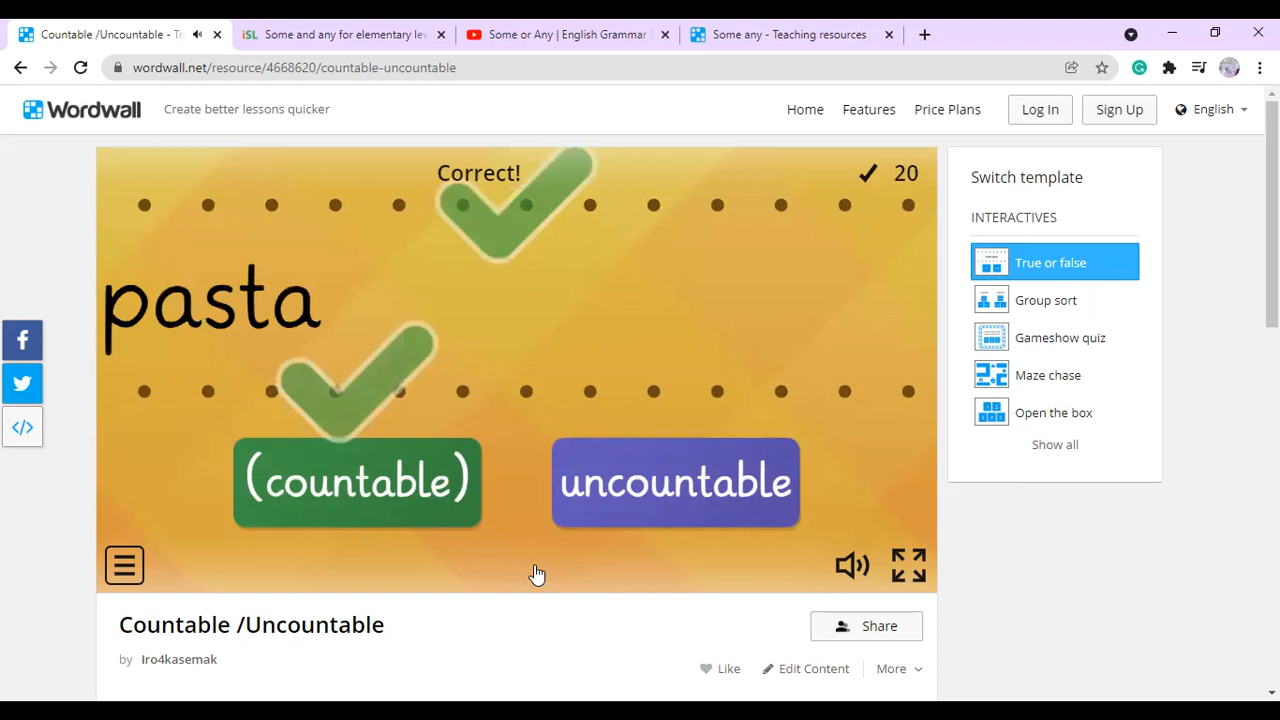 Countable /Uncountable - Tr
Some and any for elementary lev
Some or Any | English Grammar &
Some any - Teaching resources
wordwall.net/resource/4668620/countable-uncountable
Wordwall
Create better lessons quicker
Home
Features
Price Plans
Log In
Sign Up
English
Correct!
20
pasta
(countable)
uncountable
Switch template
INTERACTIVES
True or false
Group sort
Gameshow quiz
Maze chase
Open the box
Show all
Countable /Uncountable
Share
by Iro4kasemak
Like
Edit Content
More